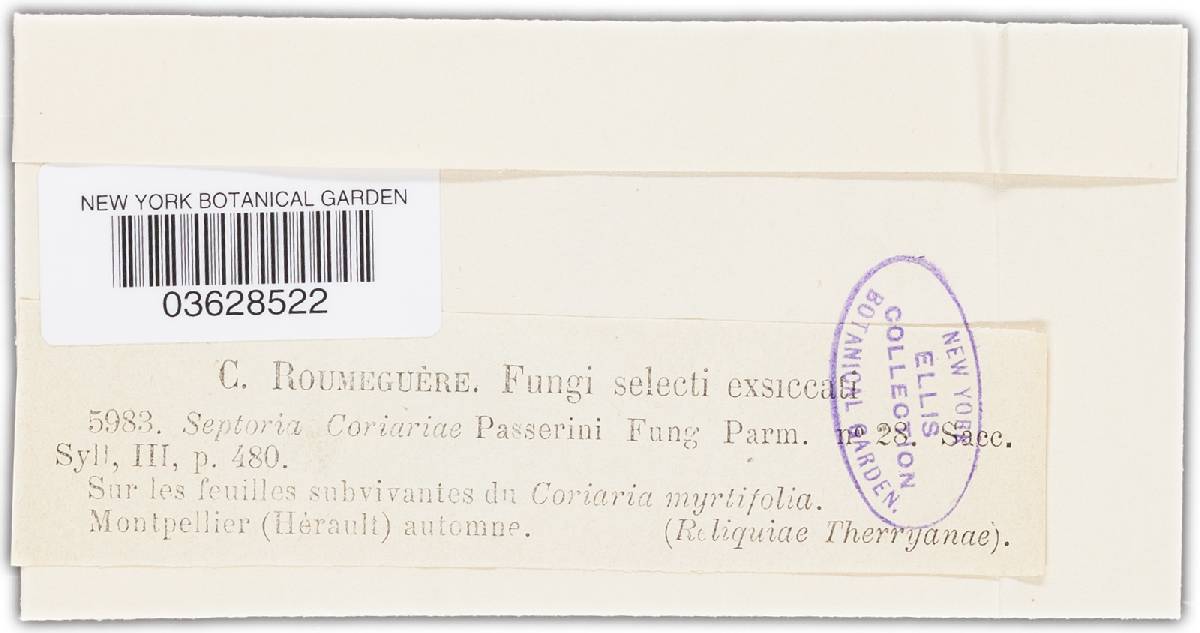 NEW YORK BOTANICAL GARDEN
03628522
C. ROUMEGUÈRE. Fungi selecti exsiccati
5983. Septoria Coriariae Passerini Fung Parm. nº 28. Sacc.
Syll, III, p. 480.
Sur les feuilles subvivantes du Coriaria myrtifolia.
Montpellier (Hérault) automne. (Reliquiae Therryanae).
NEW YORK
ELLIS
COLLECTION
BOTANICAL GARDEN.